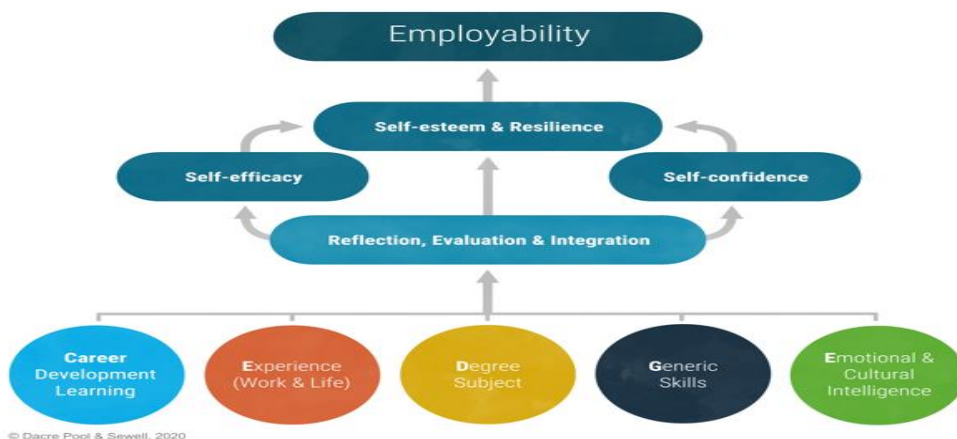 Employability
Self-esteem & Resilience
Self-efficacy
Self-confidence
Reflection, Evaluation & Integration
Career
Development
Learning
Experience
(Work & Life)
Degree
Subject
Generic
Skills
Emotional &
Cultural
Intelligence
© Dacre Pool & Sewell, 2020